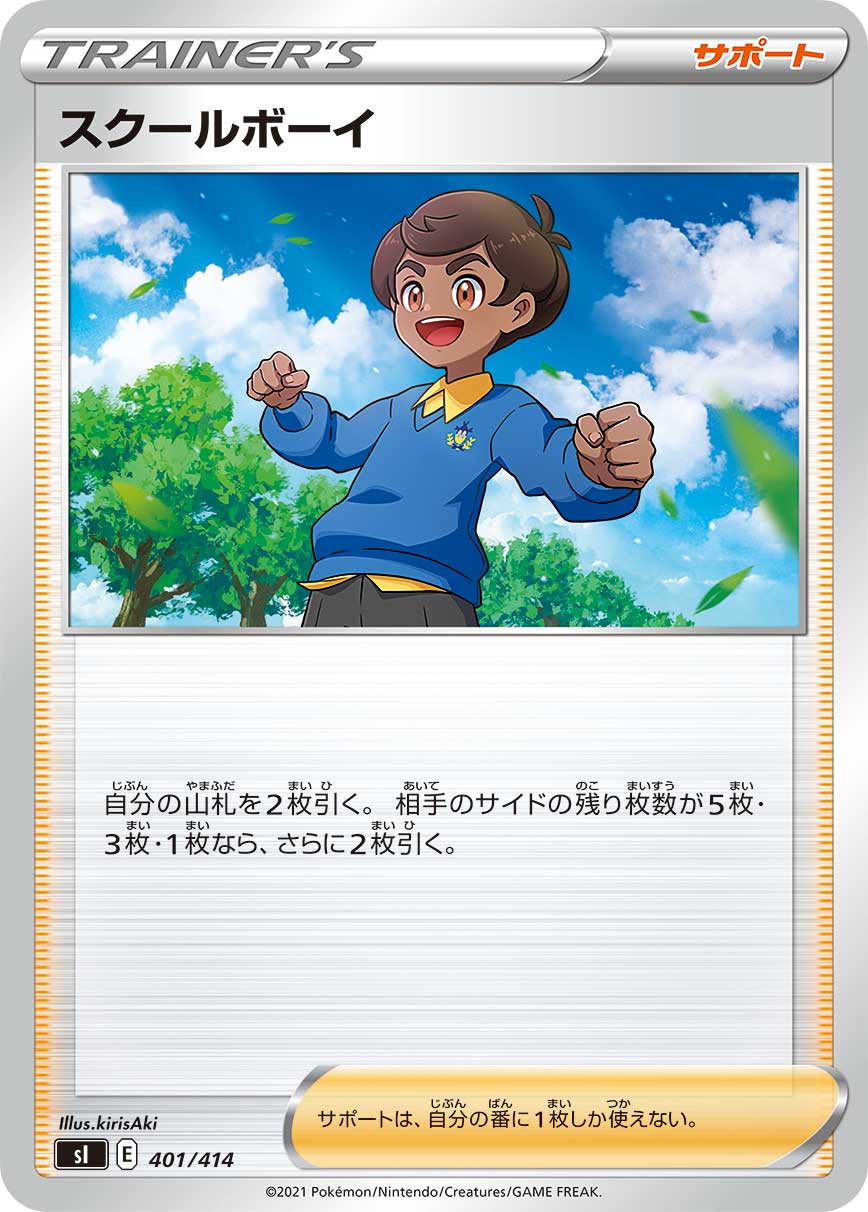 TRAINER'S
サポート
スクールボーイ
自分の山札を2枚引く。相手のサイドの残り枚数が5枚・
3枚・1枚なら、さらに2枚引く。
サポートは、自分の番に1枚しか使えない。
Illus.kirisAki
sI E 401/414
©2021 Pokémon/Nintendo/Creatures/GAME FREAK.